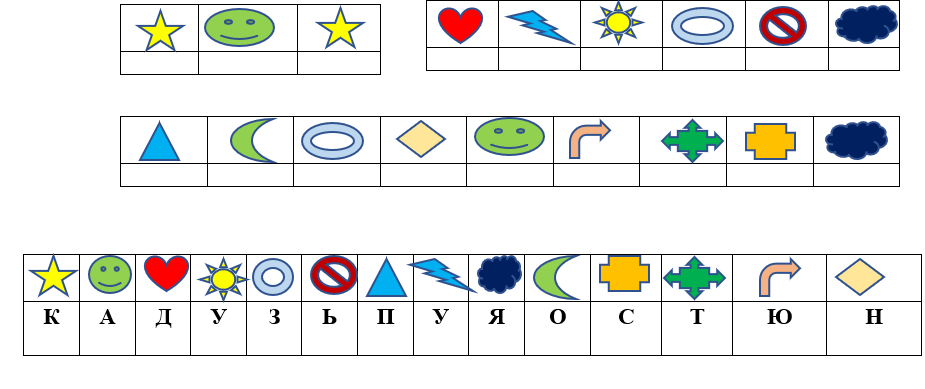 К А Д У З Ь П У Я О С Т Ю Н